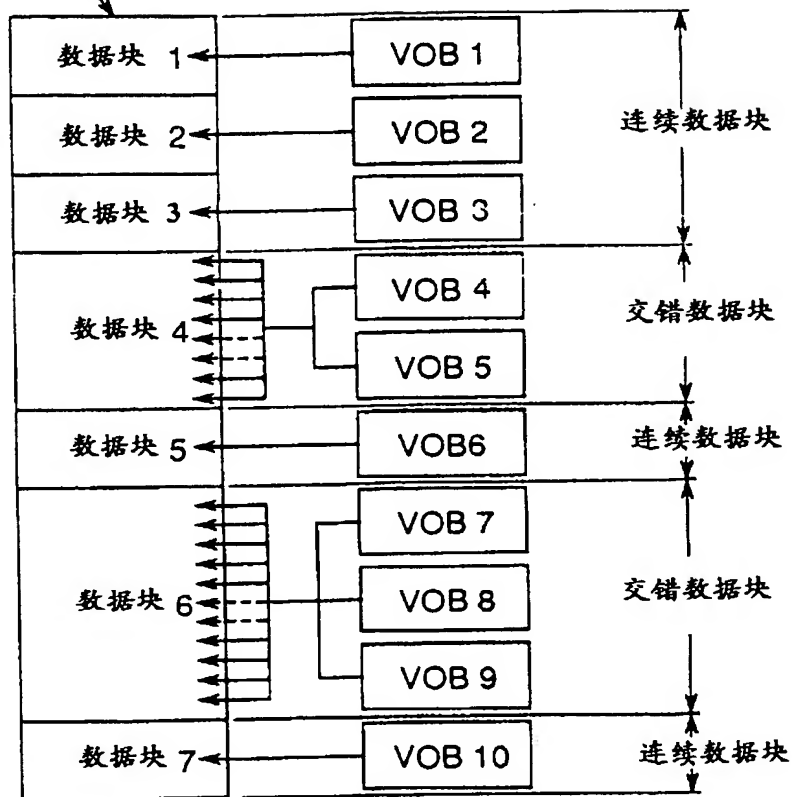 数据块 1
VOB 1
数据块 2
VOB 2
连续数据块
数据块 3
VOB 3
数据块 4
VOB 4
交错数据块
VOB 5
数据块 5
VOB6
连续数据块
VOB 7
数据块 6
VOB 8
交错数据块
VOB 9
数据块 7
VOB 10
连续数据块